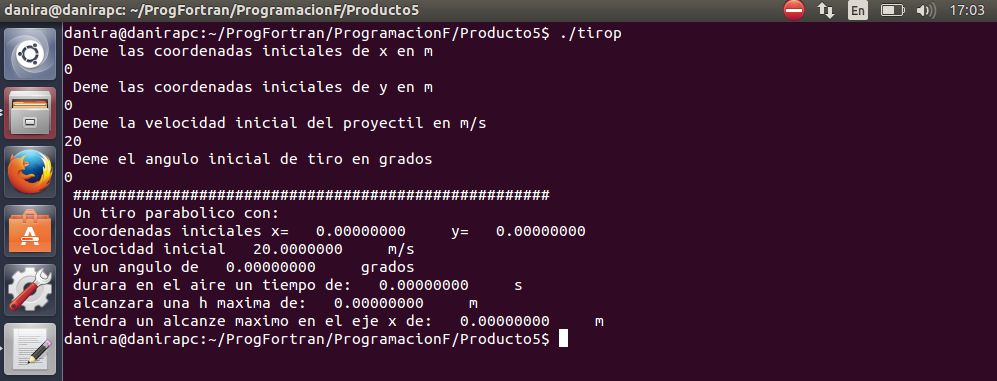 danira@danirapc: ~/ProgFortran/ProgramacionF/Producto5
En
17:03
danira@danirapc:~/ProgFortran/ProgramacionF/Producto5$ ./tirop
Deme las coordenadas iniciales de x en m
0
Deme las coordenadas iniciales de y en m
0
Deme la velocidad inicial del proyectil en m/s
20
Deme el angulo inicial de tiro en grados
0
#####################################################
Un tiro parabolico con:
coordenadas iniciales x=   0.00000000     y=   0.00000000
velocidad inicial   20.0000000     m/s
y un angulo de   0.00000000     grados
durara en el aire un tiempo de:   0.00000000     s
alcanzara una h maxima de:   0.00000000     m
tendra un alcanze maximo en el eje x de:   0.00000000     m
danira@danirapc:~/ProgFortran/ProgramacionF/Producto5$